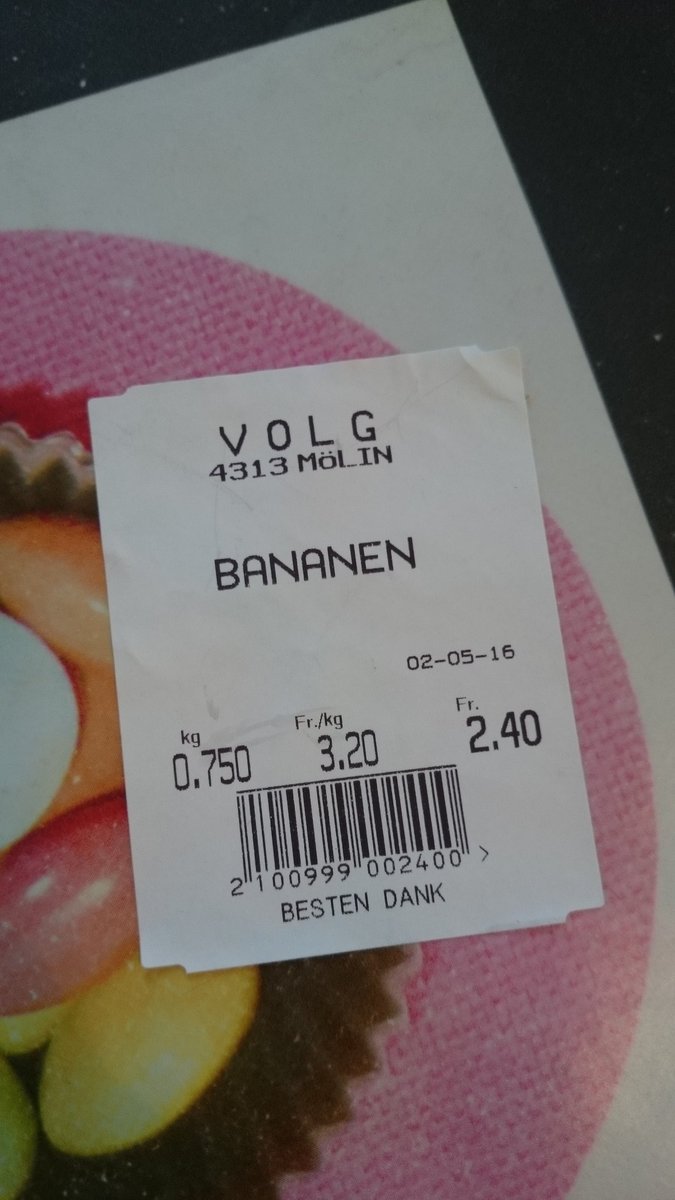 V O L G
4313 MöLIN
BANANEN
02-05-16
kg Fr./kg Fr.
0.750 3.20 2.40
2 100999 002400 >
BESTEN DANK